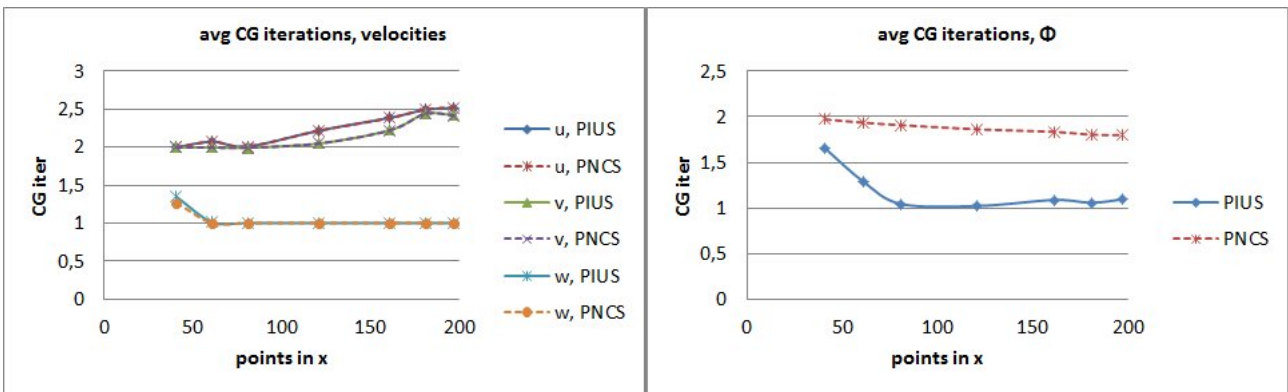 avg CG iterations, velocities
3
2,5
2
1,5
1
0,5
0
CG iter
0 50 100 150 200
points in x
u, PIUS
u, PNCS
v, PIUS
v, PNCS
w, PIUS
w, PNCS
avg CG iterations, Φ
2,5
2
1,5
1
0,5
0
CG iter
0 50 100 150 200
points in x
PIUS
PNCS